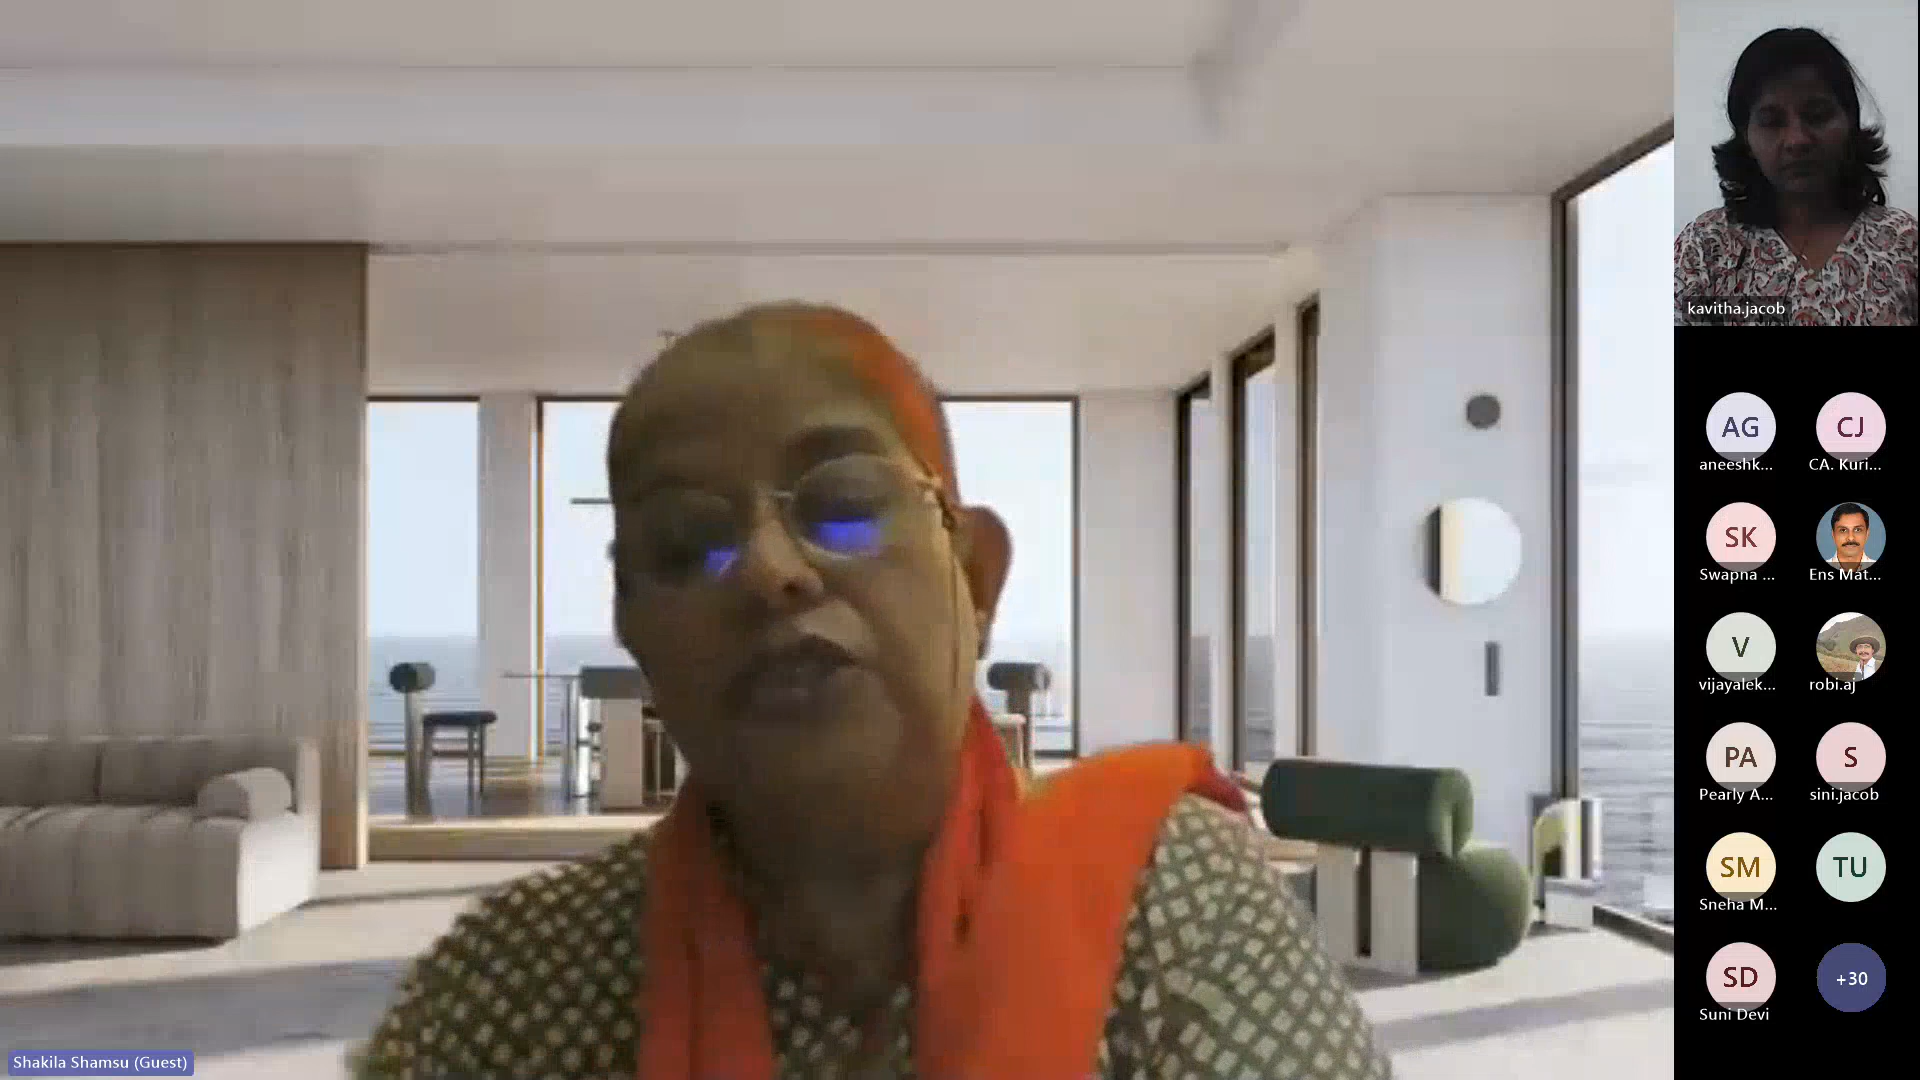 kavitha.jacob
AG
CJ
aneeshk...
CA. Kuri...
SK
Swapna ...
Ens Mat...
V
vijayalek...
robi.aj
PA
S
Pearly A...
sini.jacob
SM
TU
Sneha M...
SD
+30
Suni Devi
Shakila Shamsu (Guest)